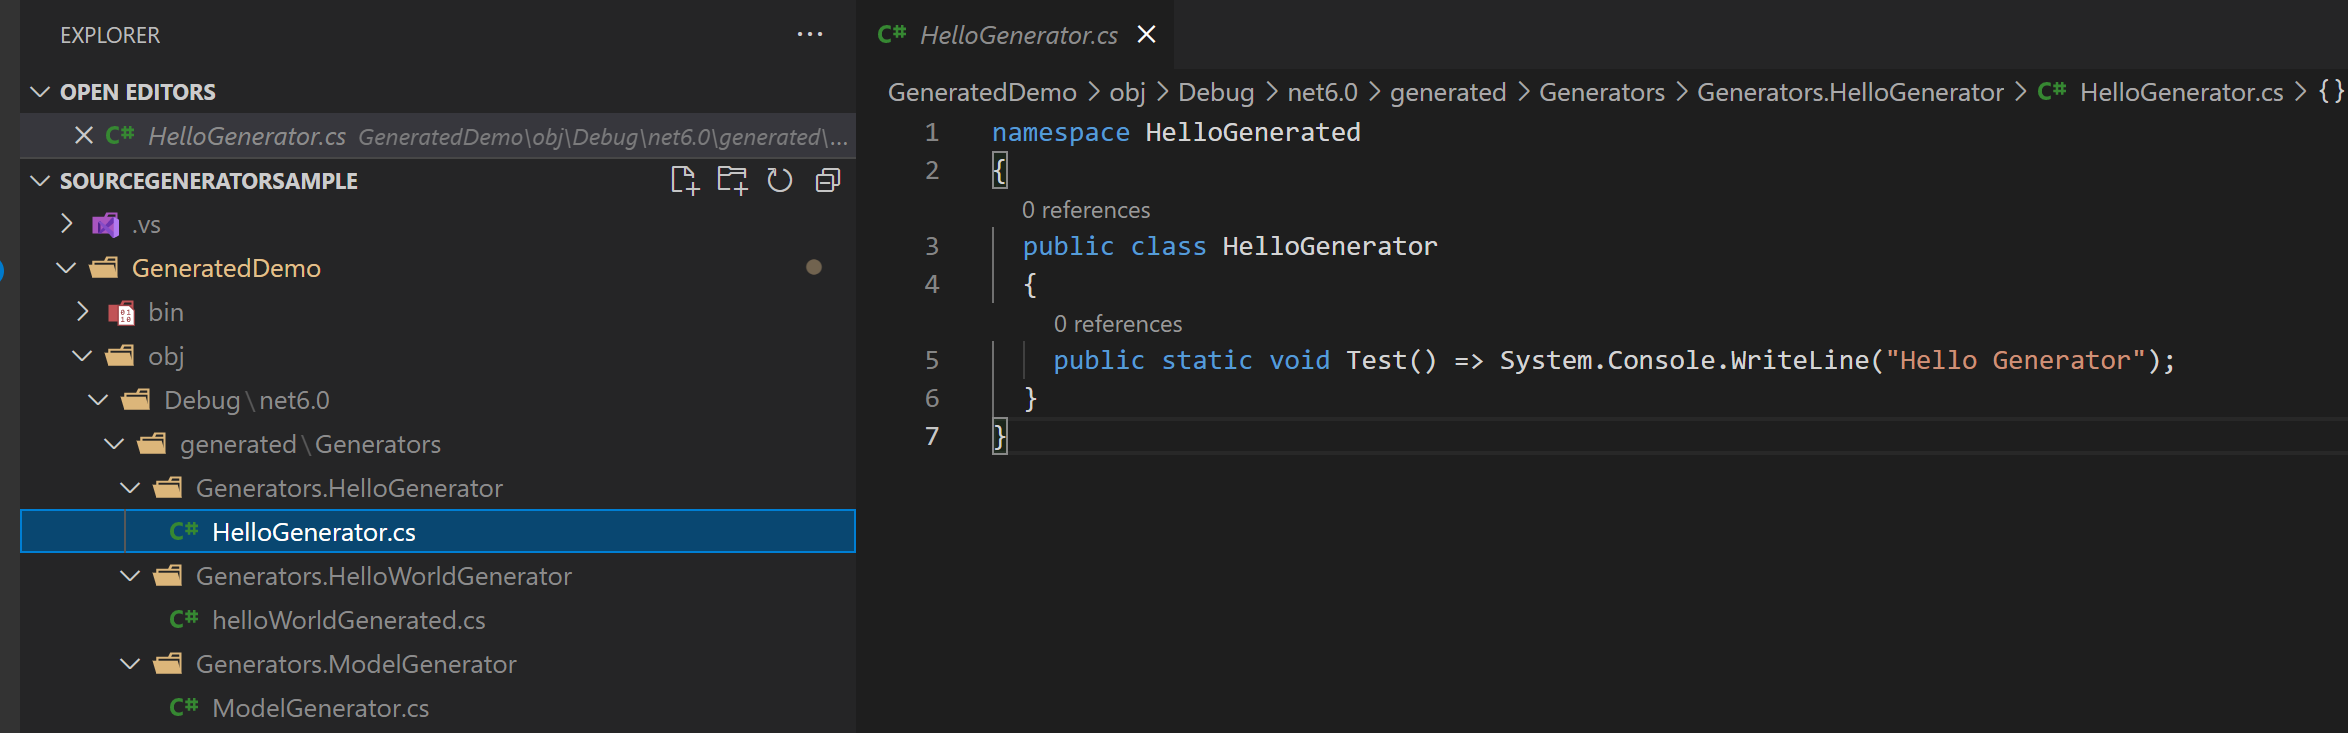 EXPLORER
OPEN EDITORS
C# HelloGenerator.cs GeneratedDemo\obj\Debug\net6.0\generated\...
SOURCEGENERATORSAMPLE
.vs
GeneratedDemo
bin
obj
Debug\net6.0
generated\Generators
Generators.HelloGenerator
C# HelloGenerator.cs
Generators.HelloWorldGenerator
C# helloWorldGenerated.cs
Generators.ModelGenerator
C# ModelGenerator.cs
C# HelloGenerator.cs
GeneratedDemo > obj > Debug > net6.0 > generated > Generators > Generators.HelloGenerator > C# HelloGenerator.cs > {}
1 namespace HelloGenerated
2 {
0 references
3 public class HelloGenerator
4 {
0 references
5 public static void Test() => System.Console.WriteLine("Hello Generator");
6 }
7 }